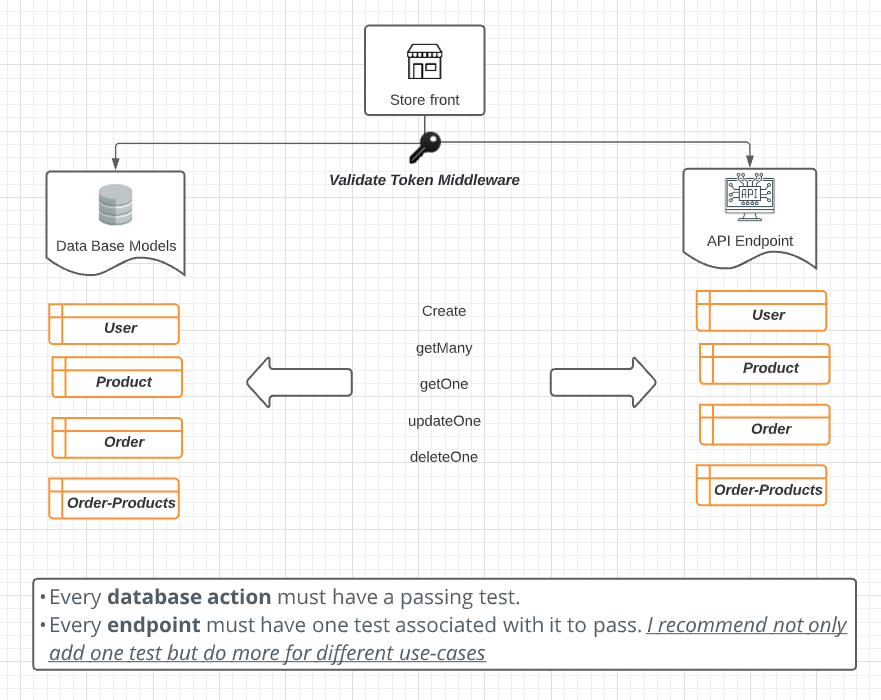 Store front
Validate Token Middleware
Data Base Models
API
API Endpoint
User
Product
Order
Order-Products
Create
getMany
getOne
updateOne
deleteOne
User
Product
Order
Order-Products
•Every database action must have a passing test.
•Every endpoint must have one test associated with it to pass. I recommend not only
add one test but do more for different use-cases